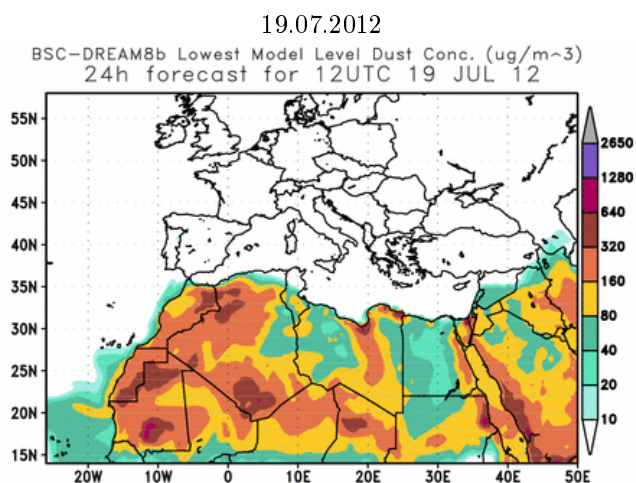 19.07.2012
BSC-DREAM8b Lowest Model Level Dust Conc. (ug/m^3)
24h forecast for 12UTC 19 JUL 12
55N
50N
45N
40N
35N
30N
25N
20N
15N
20W 10W 0 10E 20E 30E 40E 50E
2650
1280
640
320
160
80
40
20
10